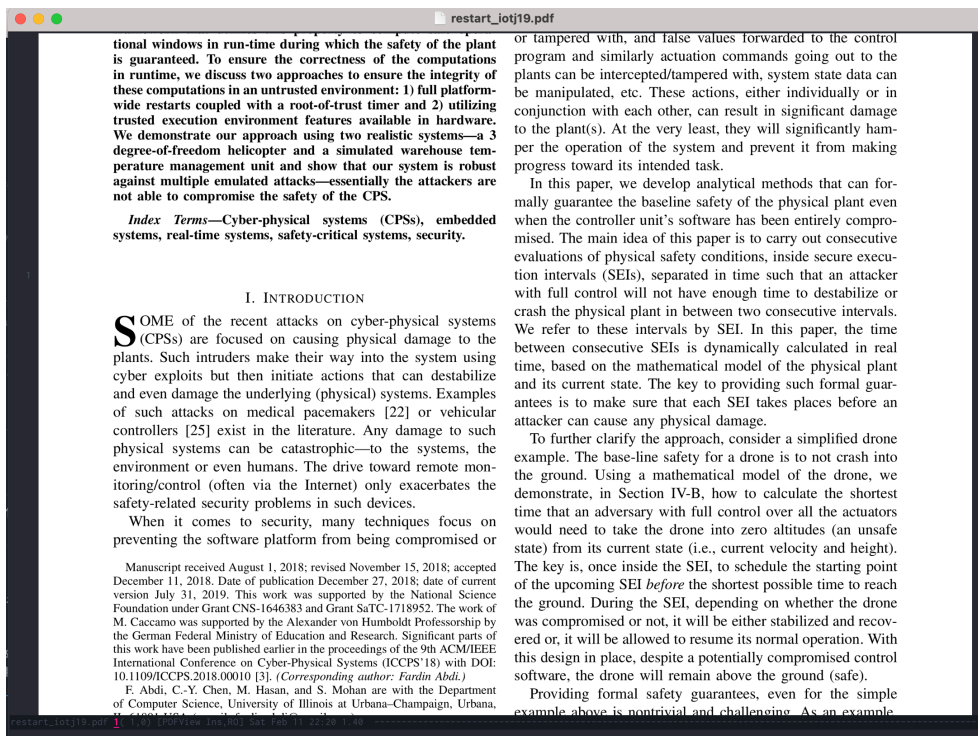 restart_iotj19.pdf
tional windows in run-time during which the safety of the plant
is guaranteed. To ensure the correctness of the computations
in runtime, we discuss two approaches to ensure the integrity of
these computations in an untrusted environment: 1) full platform-
wide restarts coupled with a root-of-trust timer and 2) utilizing
trusted execution environment features available in hardware.
We demonstrate our approach using two realistic systems—a 3
degree-of-freedom helicopter and a simulated warehouse tem-
perature management unit and show that our system is robust
against multiple emulated attacks—essentially the attackers are
not able to compromise the safety of the CPS.
Index Terms—Cyber-physical systems (CPSs), embedded
systems, real-time systems, safety-critical systems, security.
I. INTRODUCTION
SOME of the recent attacks on cyber-physical systems
(CPSs) are focused on causing physical damage to the
plants. Such intruders make their way into the system using
cyber exploits but then initiate actions that can destabilize
and even damage the underlying (physical) systems. Examples
of such attacks on medical pacemakers [22] or vehicular
controllers [25] exist in the literature. Any damage to such
physical systems can be catastrophic—to the systems, the
environment or even humans. The drive toward remote mon-
itoring/control (often via the Internet) only exacerbates the
safety-related security problems in such devices.
When it comes to security, many techniques focus on
preventing the software platform from being compromised or
Manuscript received August 1, 2018; revised November 15, 2018; accepted
December 11, 2018. Date of publication December 27, 2018; date of current
version July 31, 2019. This work was supported by the National Science
Foundation under Grant CNS-1646383 and Grant SaTC-1718952. The work of
M. Caccamo was supported by the Alexander von Humboldt Professorship by
the German Federal Ministry of Education and Research. Significant parts of
this work have been published earlier in the proceedings of the 9th ACM/IEEE
International Conference on Cyber-Physical Systems (ICCPS'18) with DOI:
10.1109/ICCPS.2018.00010 [3]. (Corresponding author: Fardin Abdi.)
F. Abdi, C.-Y. Chen, M. Hasan, and S. Mohan are with the Department
of Computer Science, University of Illinois at Urbana–Champaign, Urbana,
or tampered with, and false values forwarded to the control
program and similarly actuation commands going out to the
plants can be intercepted/tampered with, system state data can
be manipulated, etc. These actions, either individually or in
conjunction with each other, can result in significant damage
to the plant(s). At the very least, they will significantly ham-
per the operation of the system and prevent it from making
progress toward its intended task.
In this paper, we develop analytical methods that can for-
mally guarantee the baseline safety of the physical plant even
when the controller unit's software has been entirely compro-
mised. The main idea of this paper is to carry out consecutive
evaluations of physical safety conditions, inside secure execu-
tion intervals (SEIs), separated in time such that an attacker
with full control will not have enough time to destabilize or
crash the physical plant in between two consecutive intervals.
We refer to these intervals by SEI. In this paper, the time
between consecutive SEIs is dynamically calculated in real
time, based on the mathematical model of the physical plant
and its current state. The key to providing such formal guar-
antees is to make sure that each SEI takes places before an
attacker can cause any physical damage.
To further clarify the approach, consider a simplified drone
example. The base-line safety for a drone is to not crash into
the ground. Using a mathematical model of the drone, we
demonstrate, in Section IV-B, how to calculate the shortest
time that an adversary with full control over all the actuators
would need to take the drone into zero altitudes (an unsafe
state) from its current state (i.e., current velocity and height).
The key is, once inside the SEI, to schedule the starting point
of the upcoming SEI before the shortest possible time to reach
the ground. During the SEI, depending on whether the drone
was compromised or not, it will be either stabilized and recov-
ered or, it will be allowed to resume its normal operation. With
this design in place, despite a potentially compromised control
software, the drone will remain above the ground (safe).
Providing formal safety guarantees, even for the simple
example above is nontrivial and challenging. As an example,
1
restart_iotj19.pdf 1( 1,0) [PDFView Ins,RO] Sat Feb 11 22:20 1.40